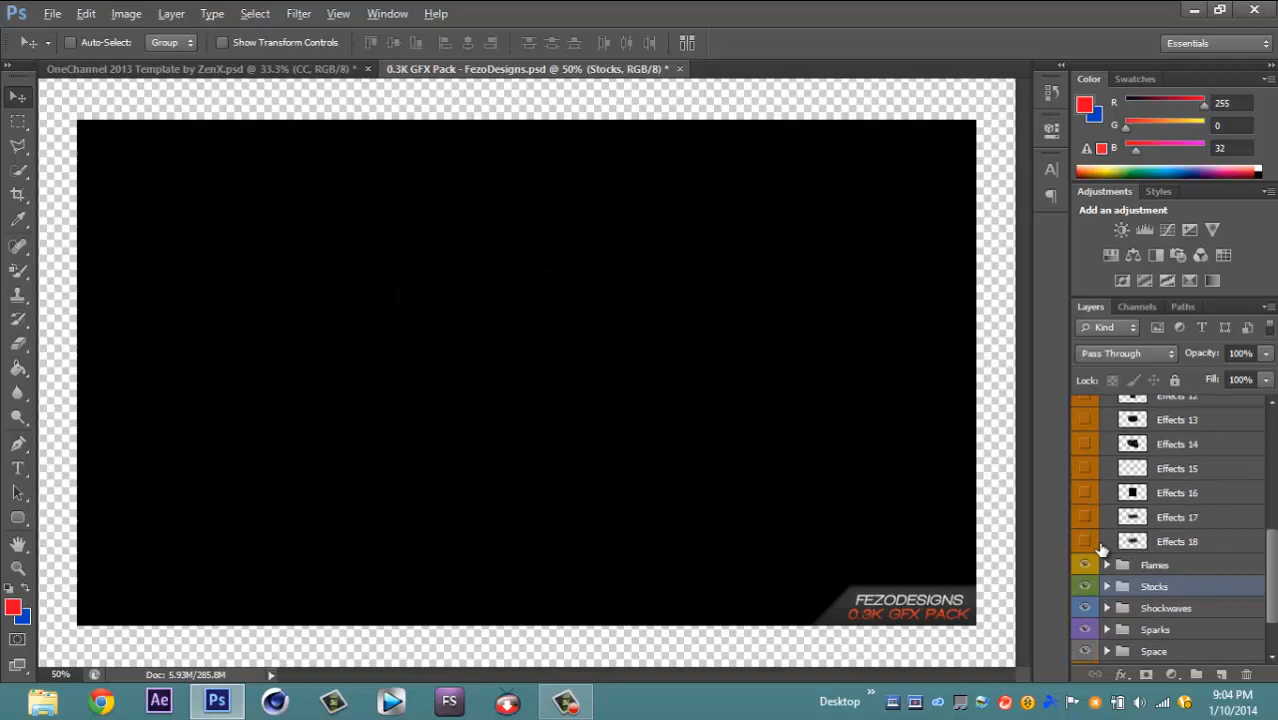 Ps File Edit Image Layer Type Select Filter View Window Help
Auto-Select: Group Show Transform Controls Essentials
OneChannel 2013 Template by ZenX.psd @ 33.3% (CC, RGB/8) * × 0.3K GFX Pack - FezoDesigns.psd @ 50% (Stocks, RGB/8) * ×
Color Swatches
R 255
G 0
B 32
Adjustments Styles
Add an adjustment
Layers Channels Paths
Kind
Pass Through Opacity: 100%
Lock: Fill: 100%
Effects 12
Effects 13
Effects 14
Effects 15
Effects 16
Effects 17
Effects 18
Flames
Stocks
Shockwaves
Sparks
Space
FEZODESIGNS
0.3K GFX PACK
50% Doc: 5.93M/285.8M
Ae Ps FS Desktop 9:04 PM
1/10/2014